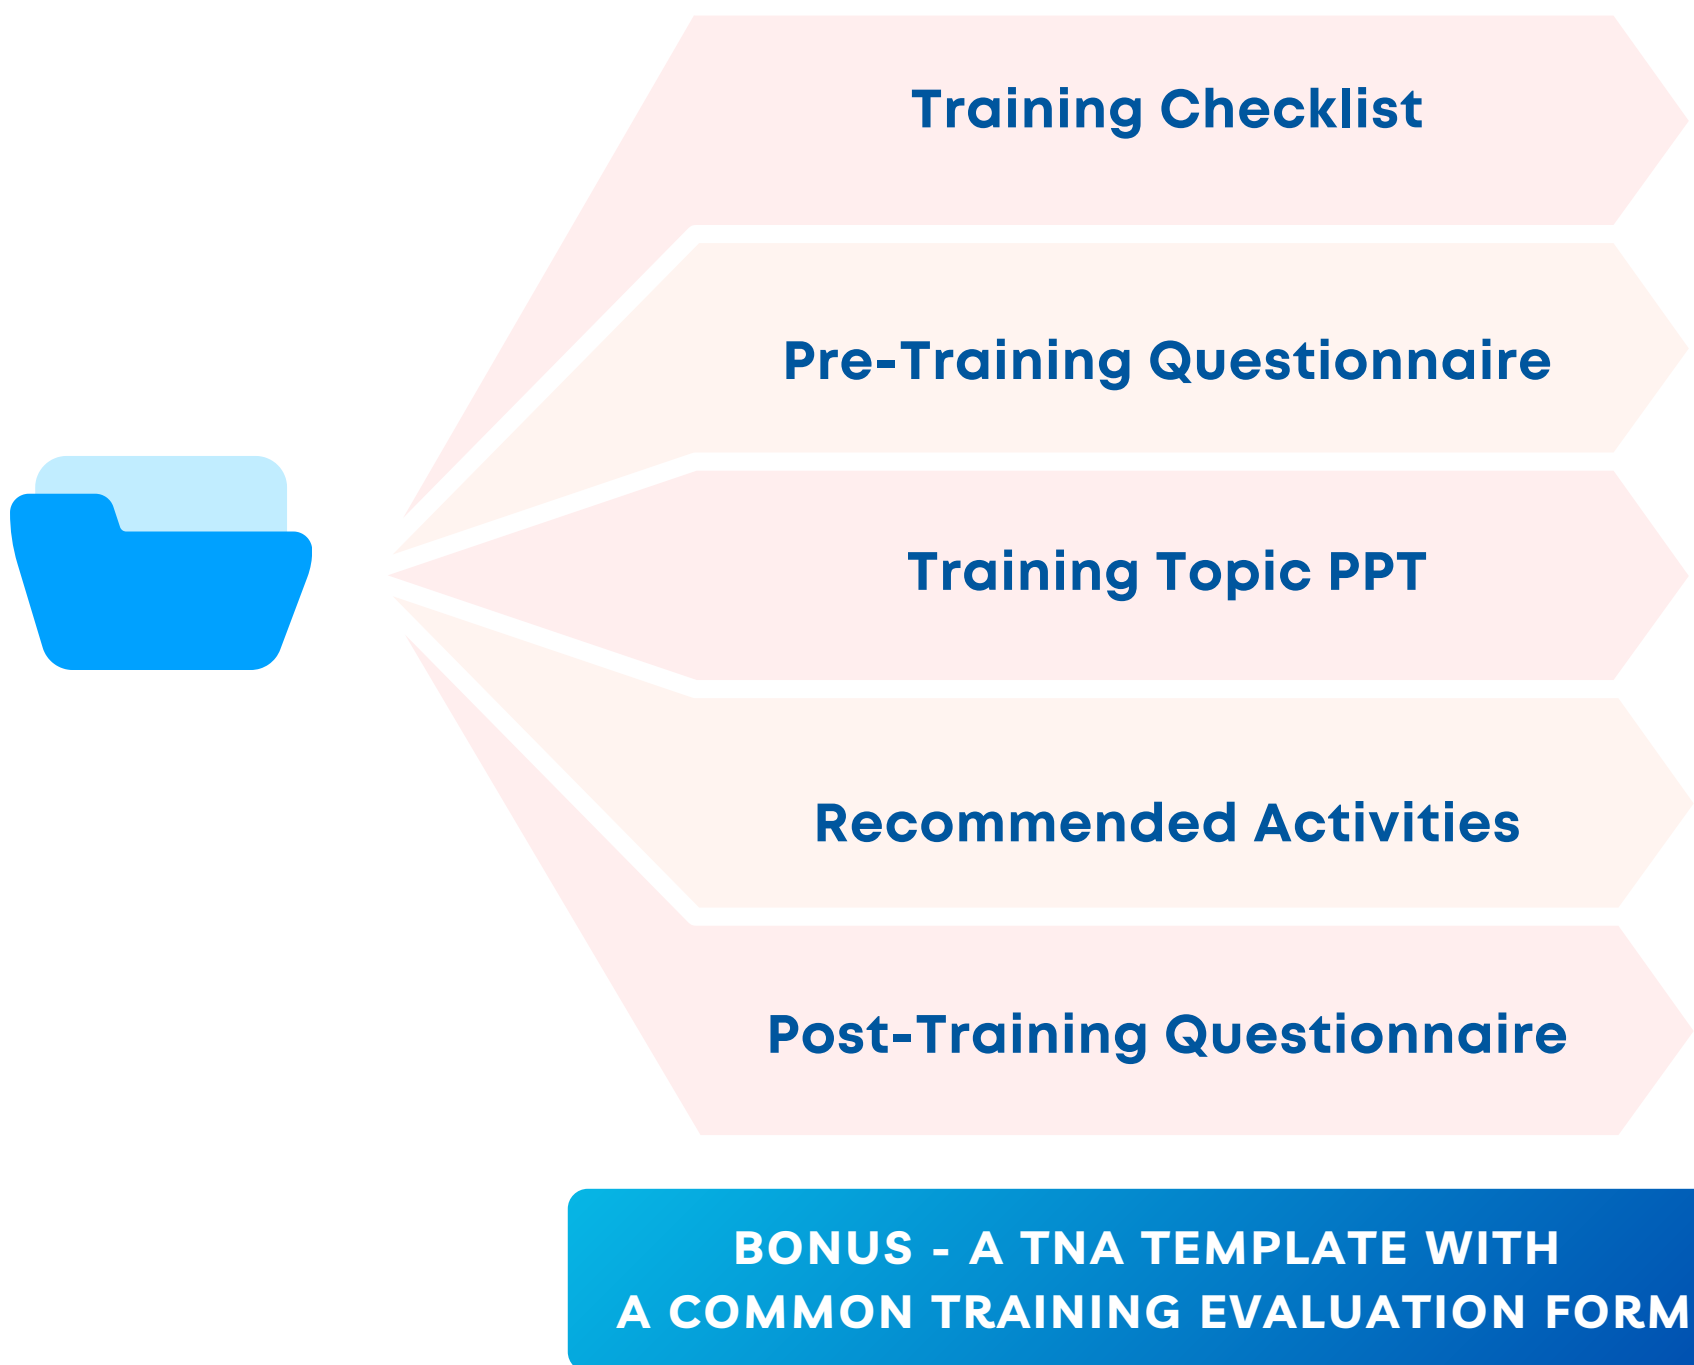 Training Checklist
Pre-Training Questionnaire
Training Topic PPT
Recommended Activities
Post-Training Questionnaire
BONUS - A TNA TEMPLATE WITH
A COMMON TRAINING EVALUATION FORM